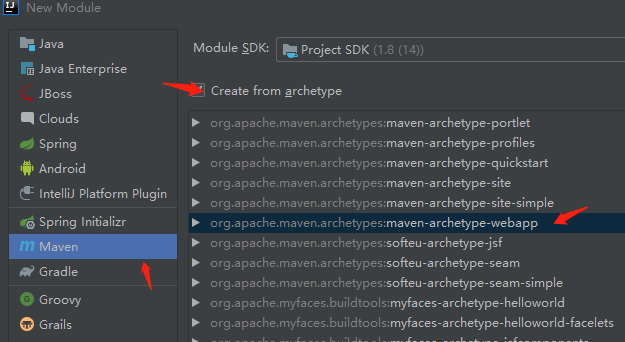 IJ
New Module
Java
Java Enterprise
JBoss
Clouds
Spring
Android
IntelliJ Platform Plugin
Spring Initializr
m Maven
Gradle
Groovy
Grails
Module SDK: Project SDK (1.8 (14))
Create from archetype
org.apache.maven.archetypes:maven-archetype-portlet
org.apache.maven.archetypes:maven-archetype-profiles
org.apache.maven.archetypes:maven-archetype-quickstart
org.apache.maven.archetypes:maven-archetype-site
org.apache.maven.archetypes:maven-archetype-site-simple
org.apache.maven.archetypes:maven-archetype-webapp
org.apache.maven.archetypes:softeu-archetype-jsf
org.apache.maven.archetypes:softeu-archetype-seam
org.apache.maven.archetypes:softeu-archetype-seam-simple
org.apache.myfaces.buildtools:myfaces-archetype-helloworld
org.apache.myfaces.buildtools:myfaces-archetype-helloworld-facelets